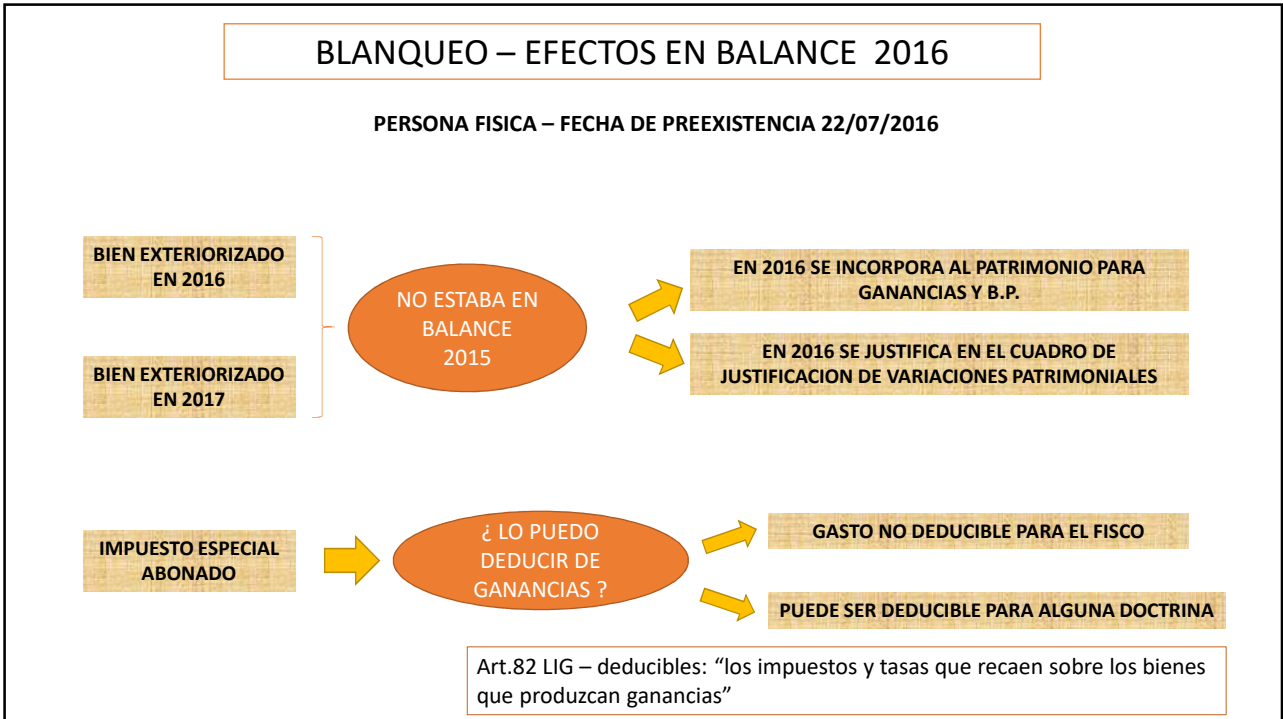 BLANQUEO – EFECTOS EN BALANCE 2016
PERSONA FISICA – FECHA DE PREEXISTENCIA 22/07/2016
BIEN EXTERIORIZADO
EN 2016
BIEN EXTERIORIZADO
EN 2017
NO ESTABA EN
BALANCE
2015
EN 2016 SE INCORPORA AL PATRIMONIO PARA
GANANCIAS Y B.P.
EN 2016 SE JUSTIFICA EN EL CUADRO DE
JUSTIFICACION DE VARIACIONES PATRIMONIALES
IMPUESTO ESPECIAL
ABONADO
¿ LO PUEDO
DEDUCIR DE
GANANCIAS ?
GASTO NO DEDUCIBLE PARA EL FISCO
PUEDE SER DEDUCIBLE PARA ALGUNA DOCTRINA
Art.82 LIG – deducibles: “los impuestos y tasas que recaen sobre los bienes
que produzcan ganancias”